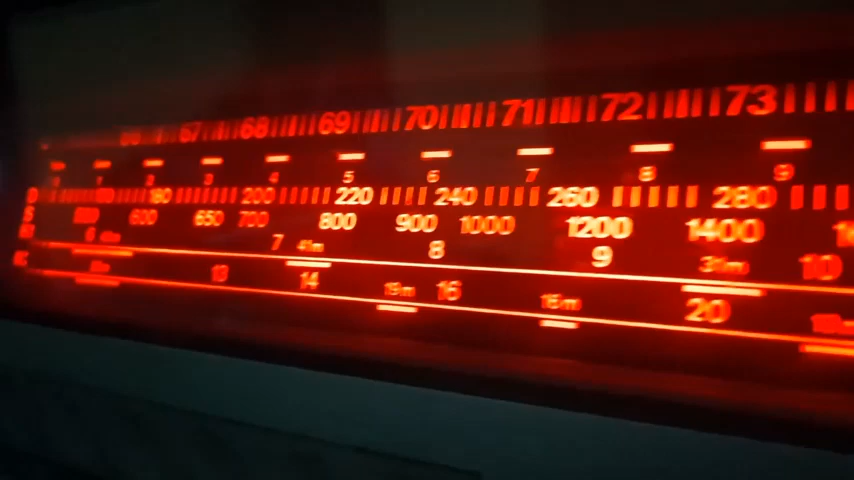 67 68 69 70 71 72 73
2 3 4 5 6 7 8 9
180 200 220 240 260 280
600 650 700 800 900 1000 1200 1400
6 7 41m 8 9 31m 10
13 14 19m 16 16m 20